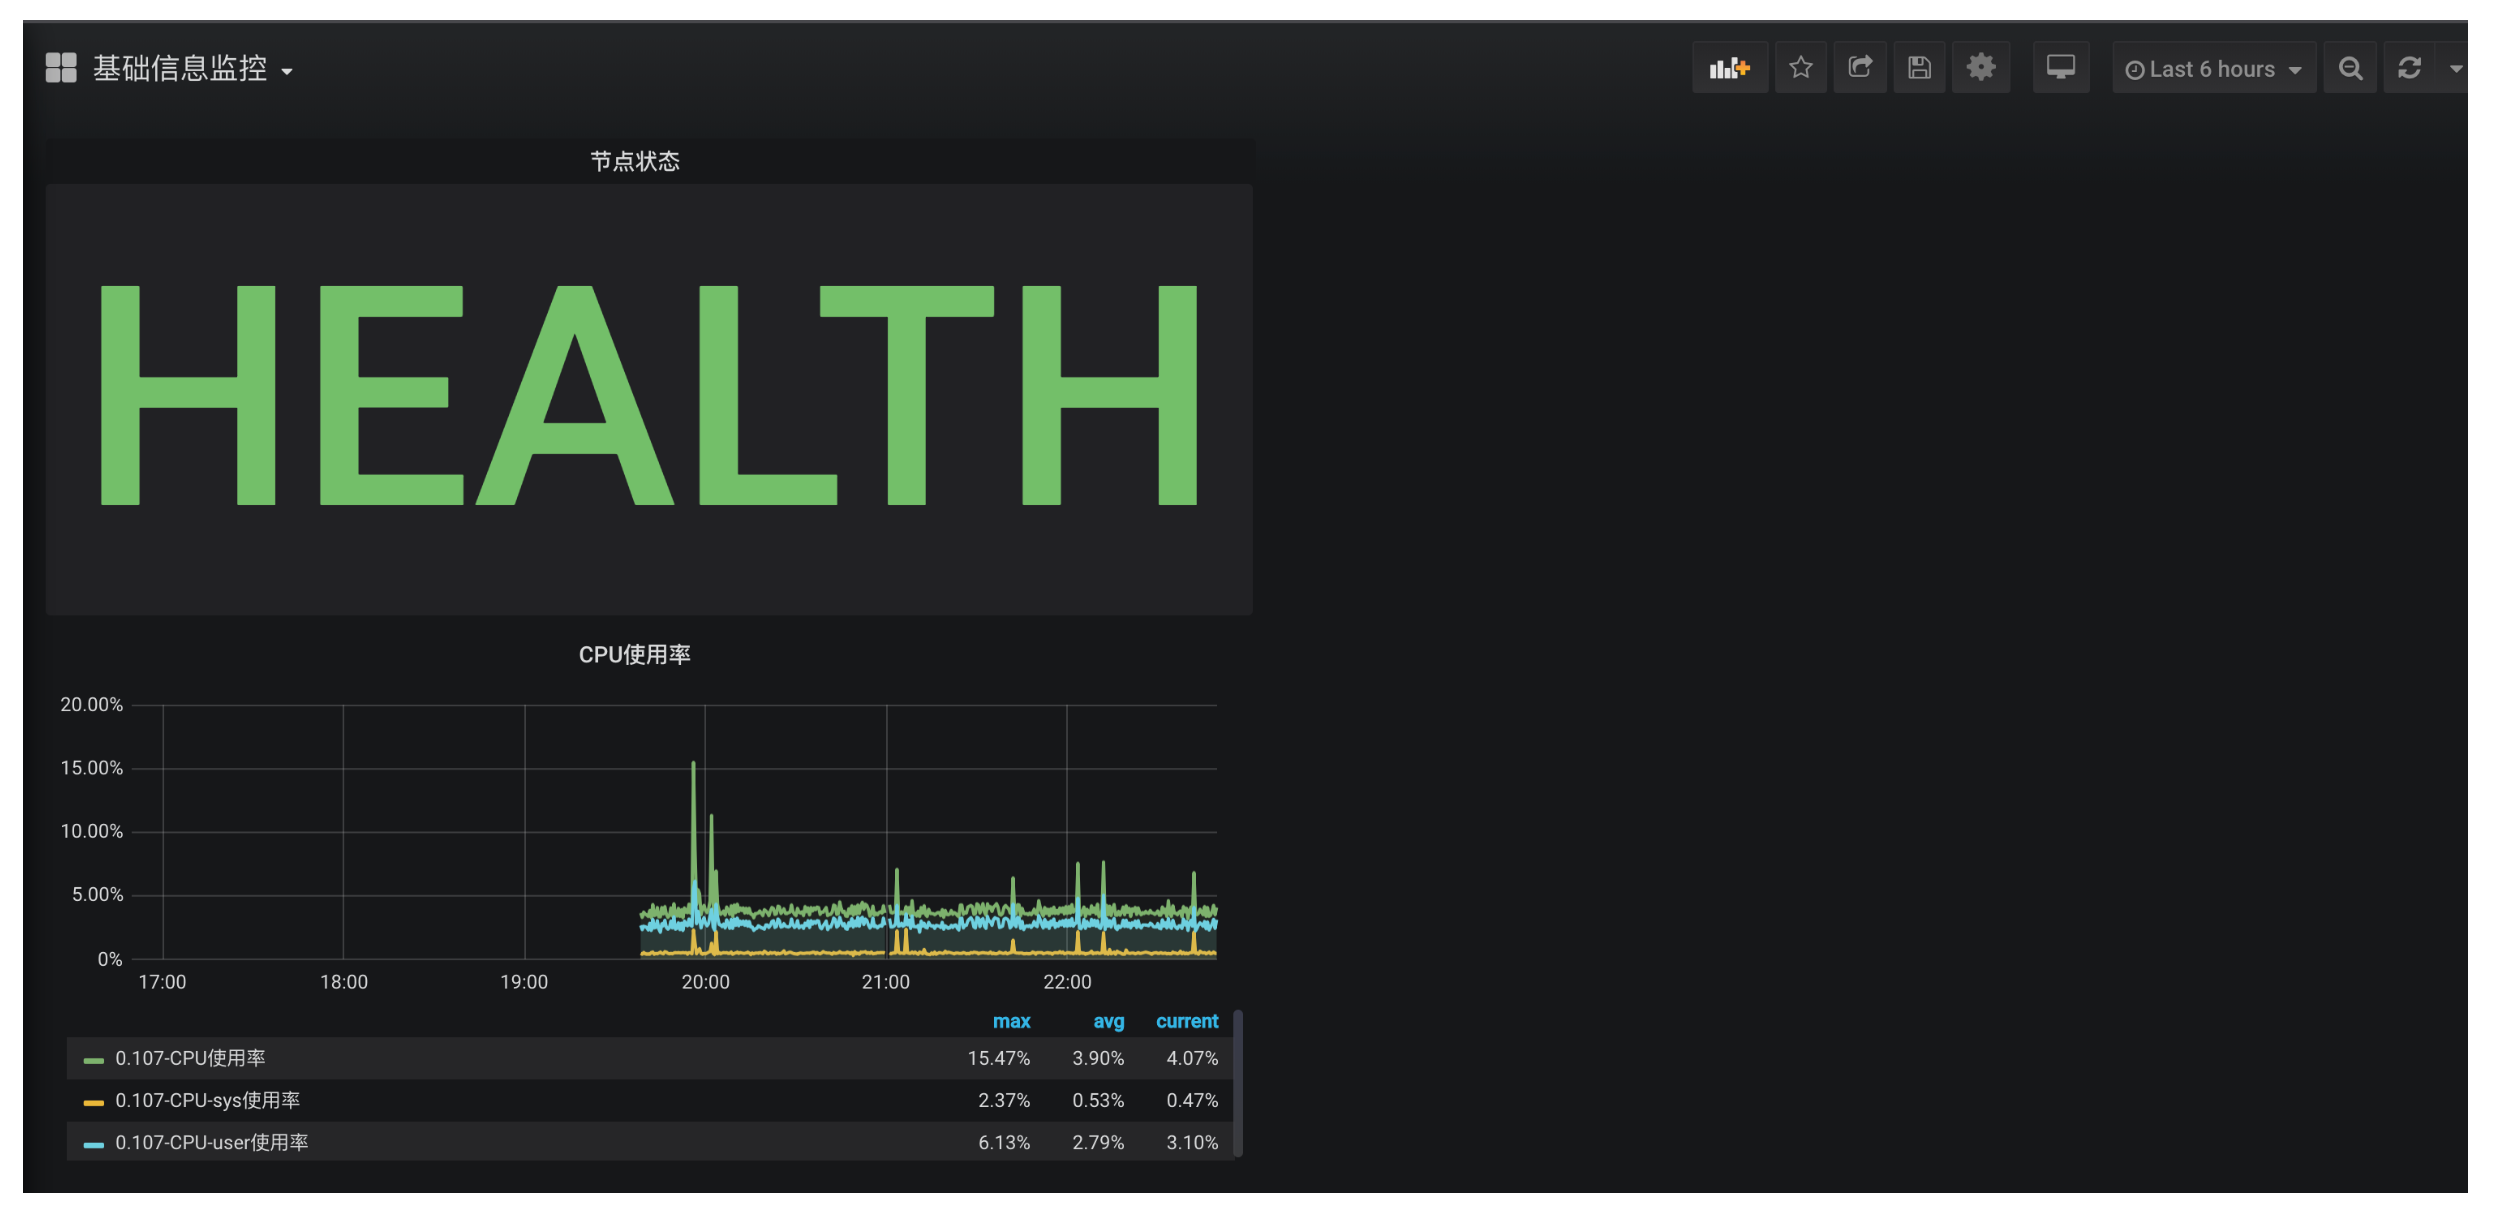 基础信息监控
Last 6 hours
节点状态
HEALTH
CPU使用率
20.00%
15.00%
10.00%
5.00%
0%
17:00 18:00 19:00 20:00 21:00 22:00
max avg current
0.107-CPU使用率 15.47% 3.90% 4.07%
0.107-CPU-sys使用率 2.37% 0.53% 0.47%
0.107-CPU-user使用率 6.13% 2.79% 3.10%